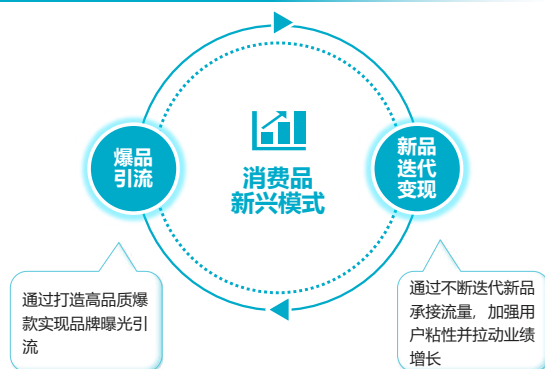 爆品
引流
消费品
新兴模式
新品
迭代
变现
通过打造高品质爆
款实现品牌曝光引
流
通过不断迭代新品
承接流量，加强用
户粘性并拉动业绩
增长